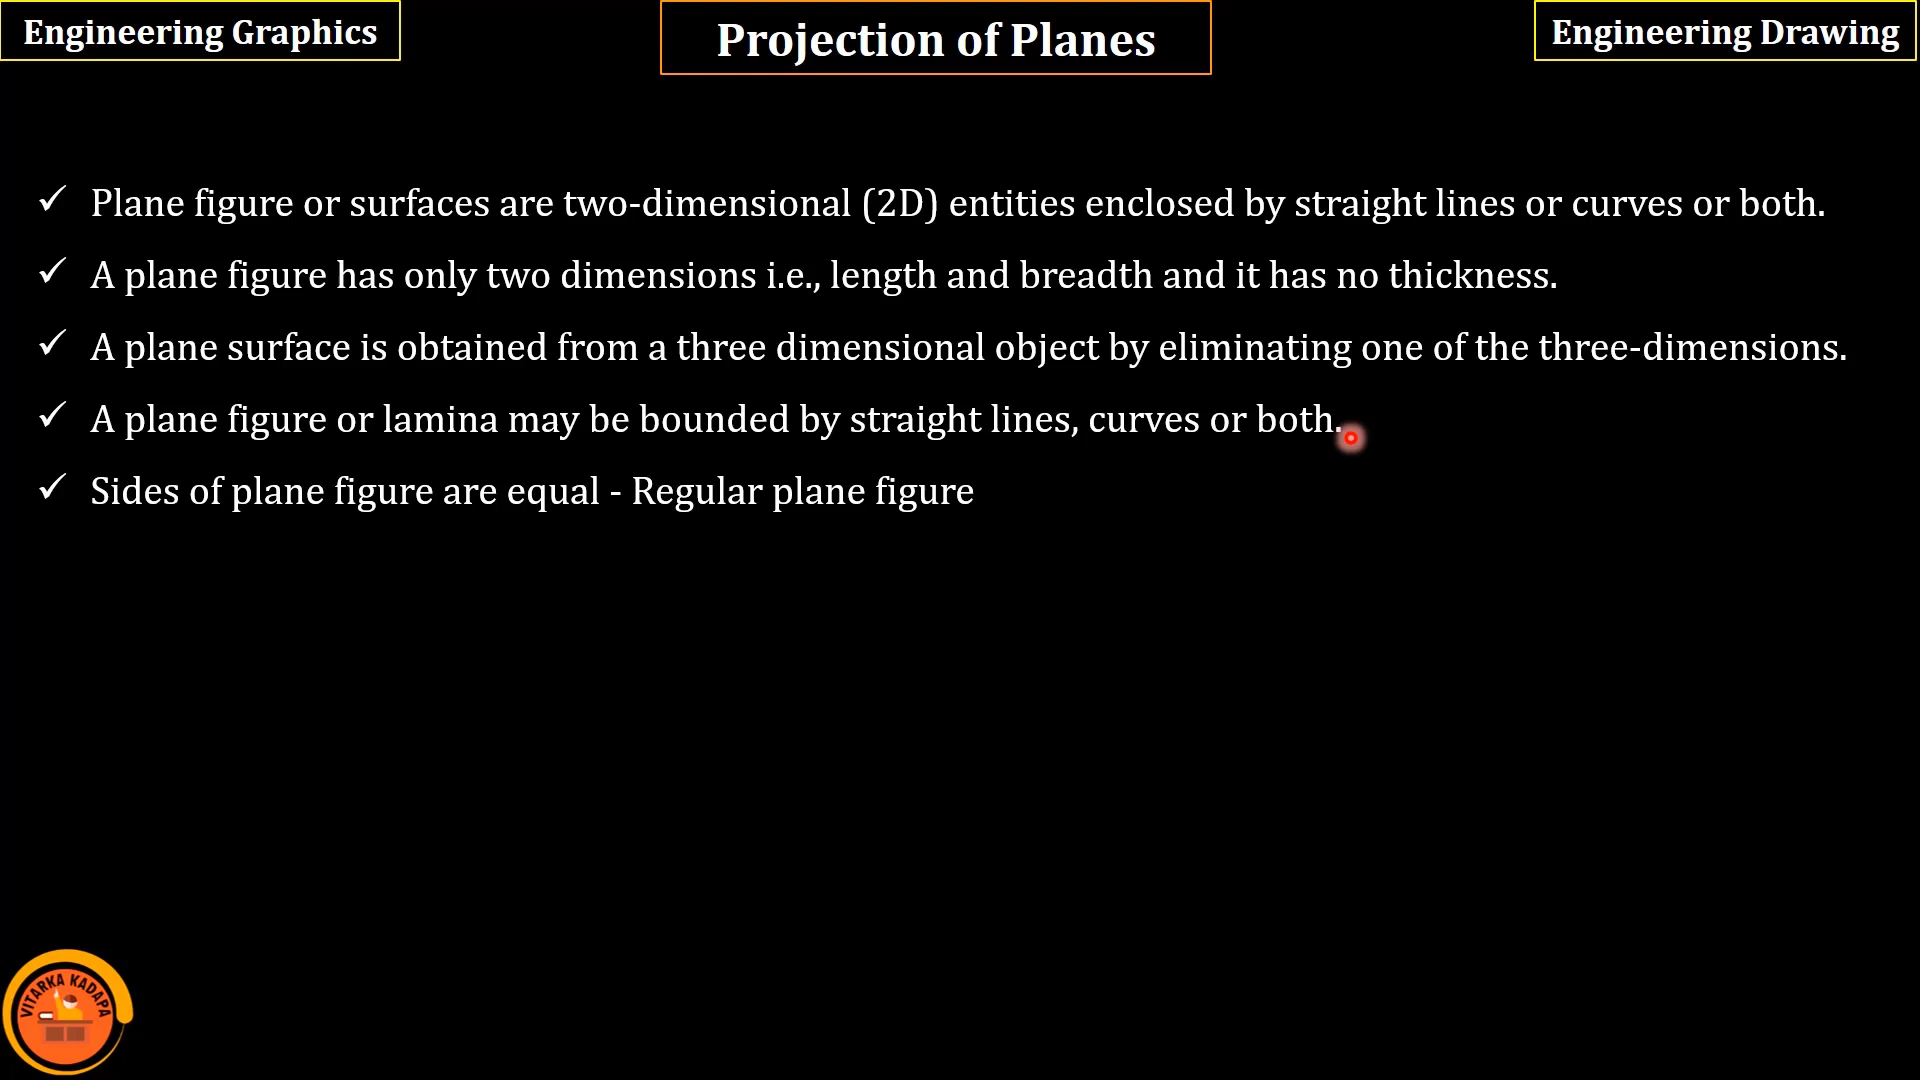 Engineering Graphics
Projection of Planes
Engineering Drawing
✓ Plane figure or surfaces are two-dimensional (2D) entities enclosed by straight lines or curves or both.
✓ A plane figure has only two dimensions i.e., length and breadth and it has no thickness.
✓ A plane surface is obtained from a three dimensional object by eliminating one of the three-dimensions.
✓ A plane figure or lamina may be bounded by straight lines, curves or both.
✓ Sides of plane figure are equal - Regular plane figure
VITARKA KADAPA